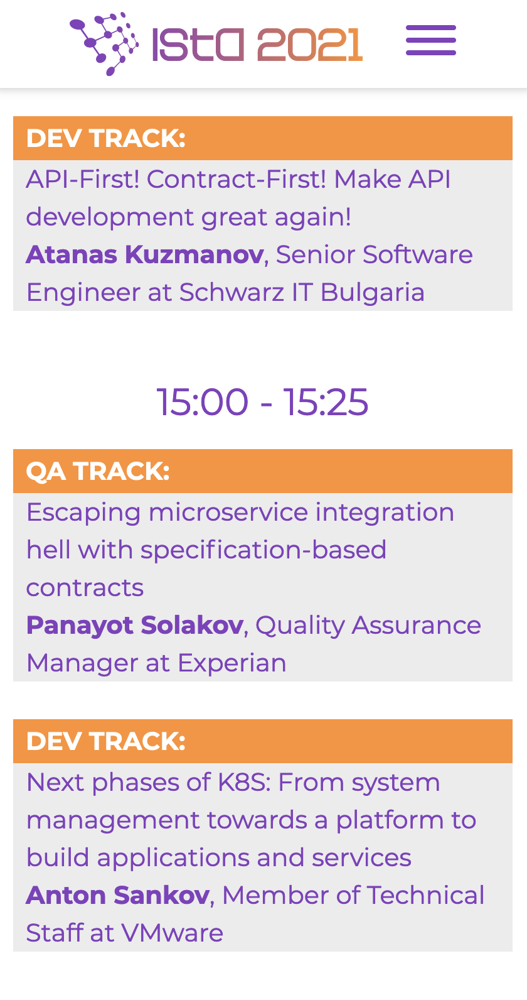 ista 2021
DEV TRACK:
API-First! Contract-First! Make API
development great again!
Atanas Kuzmanov, Senior Software
Engineer at Schwarz IT Bulgaria
15:00 - 15:25
QA TRACK:
Escaping microservice integration
hell with specification-based
contracts
Panayot Solakov, Quality Assurance
Manager at Experian
DEV TRACK:
Next phases of K8S: From system
management towards a platform to
build applications and services
Anton Sankov, Member of Technical
Staff at VMware